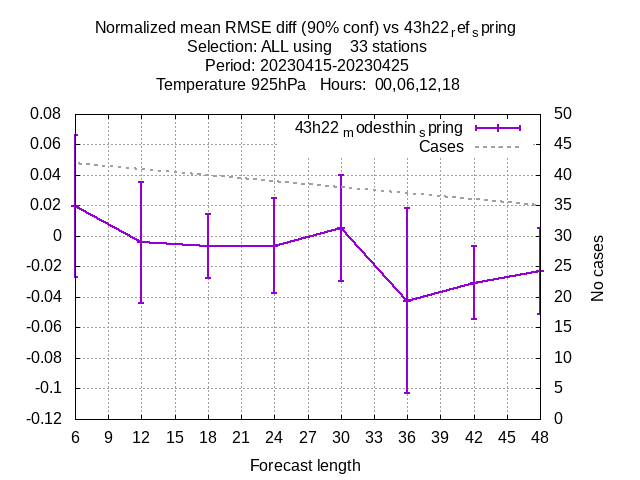 Normalized mean RMSE diff (90% conf) vs 43h22refspring
Selection: ALL using 33 stations
Period: 20230415-20230425
Temperature 925hPa Hours: 00,06,12,18
43h22modesthinspring
Cases
0.08
0.06
0.04
0.02
0
-0.02
-0.04
-0.06
-0.08
-0.1
-0.12
50
45
40
35
30
25
20
15
10
5
0
No cases
6 9 12 15 18 21 24 27 30 33 36 39 42 45 48
Forecast length